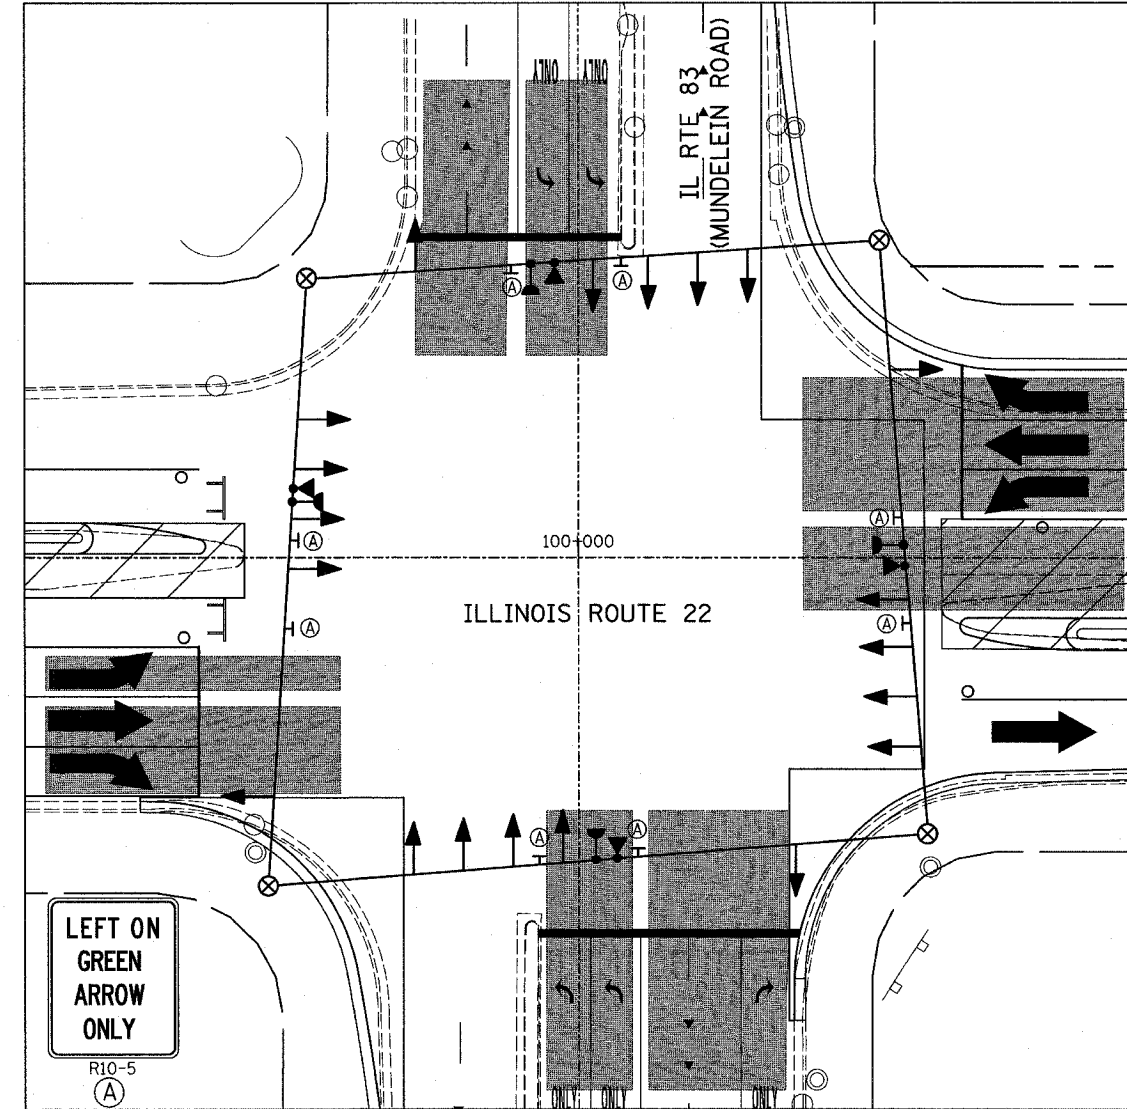 ONLY
ONLY
IL RTE 83
(MUNDELEIN ROAD)
A
A
A
A
100+000
ILLINOIS ROUTE 22
A
A
A
A
LEFT ON
GREEN
ARROW
ONLY
R10-5
A
ONLY
ONLY
ONLY